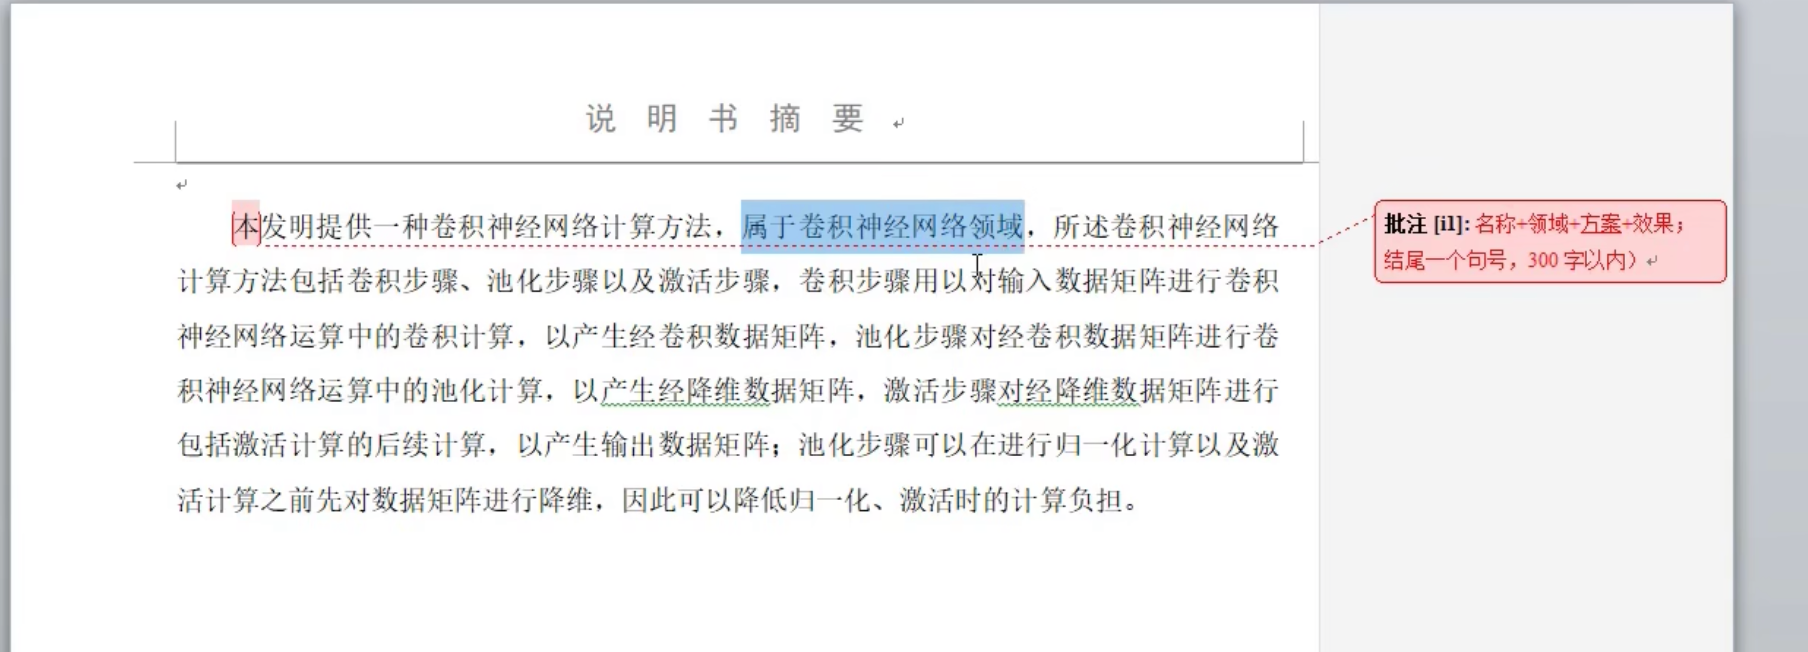 说 明 书 摘 要
本发明提供一种卷积神经网络计算方法，属于卷积神经网络领域，所述卷积神经网络
计算方法包括卷积步骤、池化步骤以及激活步骤，卷积步骤用以对输入数据矩阵进行卷积
神经网络运算中的卷积计算，以产生经卷积数据矩阵，池化步骤对经卷积数据矩阵进行卷
积神经网络运算中的池化计算，以产生经降维数据矩阵，激活步骤对经降维数据矩阵进行
包括激活计算的后续计算，以产生输出数据矩阵；池化步骤可以在进行归一化计算以及激
活计算之前先对数据矩阵进行降维，因此可以降低归一化、激活时的计算负担。
批注 [i1]: 名称+领域+方案+效果；
结尾一个句号，300 字以内）